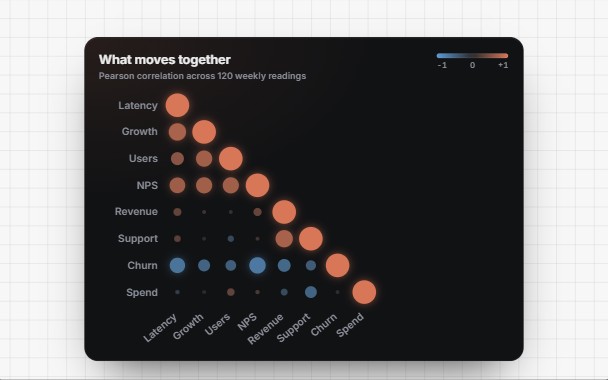 What moves together
Pearson correlation across 120 weekly readings
-1 0 +1
Latency
Growth
Users
NPS
Revenue
Support
Churn
Spend
Latency Growth Users NPS Revenue Support Churn Spend